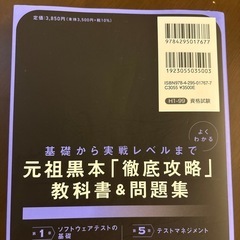 定価:3,850円(本体3,500円+税10%)
9784295017677
1923055035003
ISBN978-4-295-01767-7
C3055 ¥3500E
H1-99 資格試験
よくわかる
基礎から実戦レベルまで
元祖黒本「徹底攻略」
教科書&問題集
第1章 ソフトウェアテストの基礎
第5章 テストマネジメント